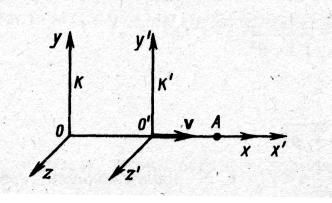 y y'
K K'
O O' v A
x x'
z z'